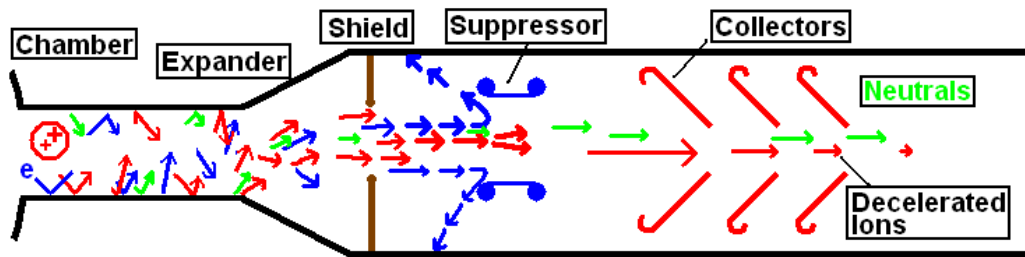 Chamber
Expander
Shield
Suppressor
Collectors
Neutrals
++
e
Decelerated
Ions